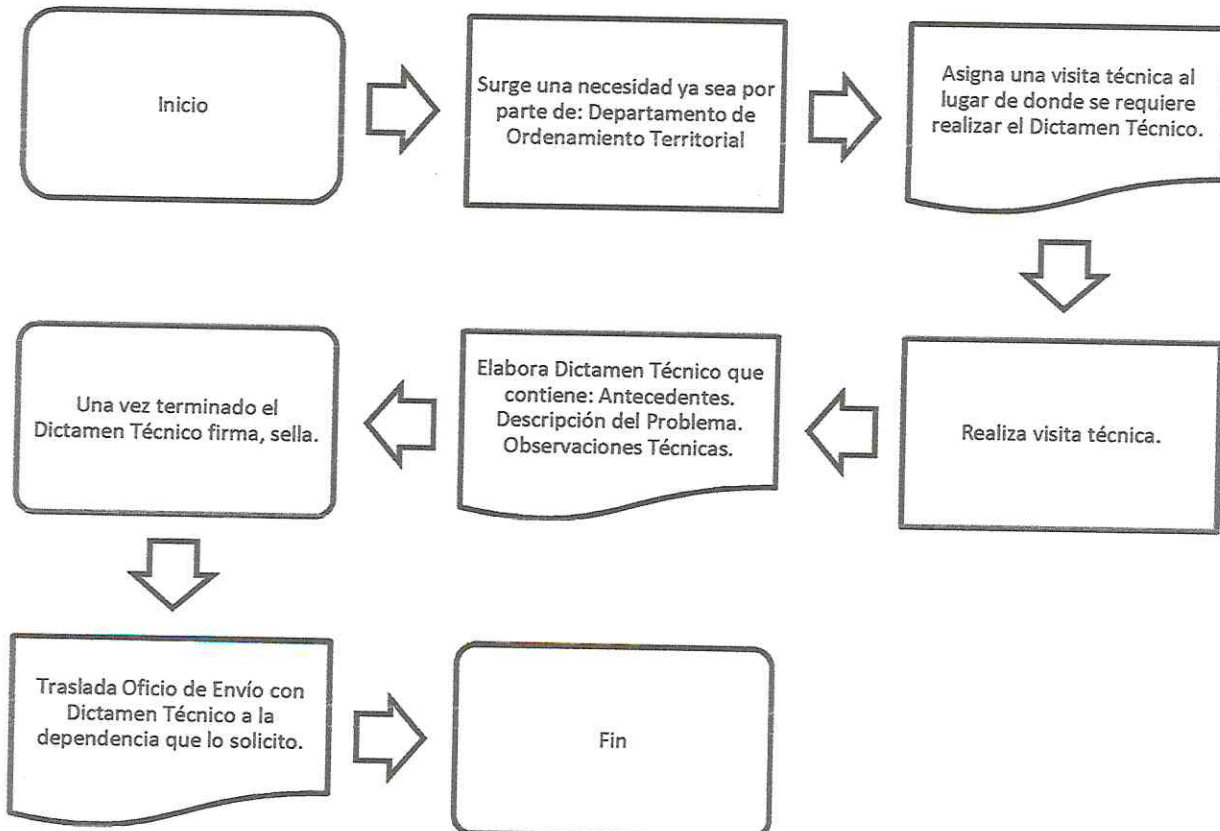 Inicio
Surge una necesidad ya sea por
parte de: Departamento de
Ordenamiento Territorial
Asigna una visita técnica al
lugar de donde se requiere
realizar el Dictamen Técnico.
Realiza visita técnica.
Elabora Dictamen Técnico que
contiene: Antecedentes.
Descripción del Problema.
Observaciones Técnicas.
Una vez terminado el
Dictamen Técnico firma, sella.
Traslada Oficio de Envío con
Dictamen Técnico a la
dependencia que lo solicito.
Fin